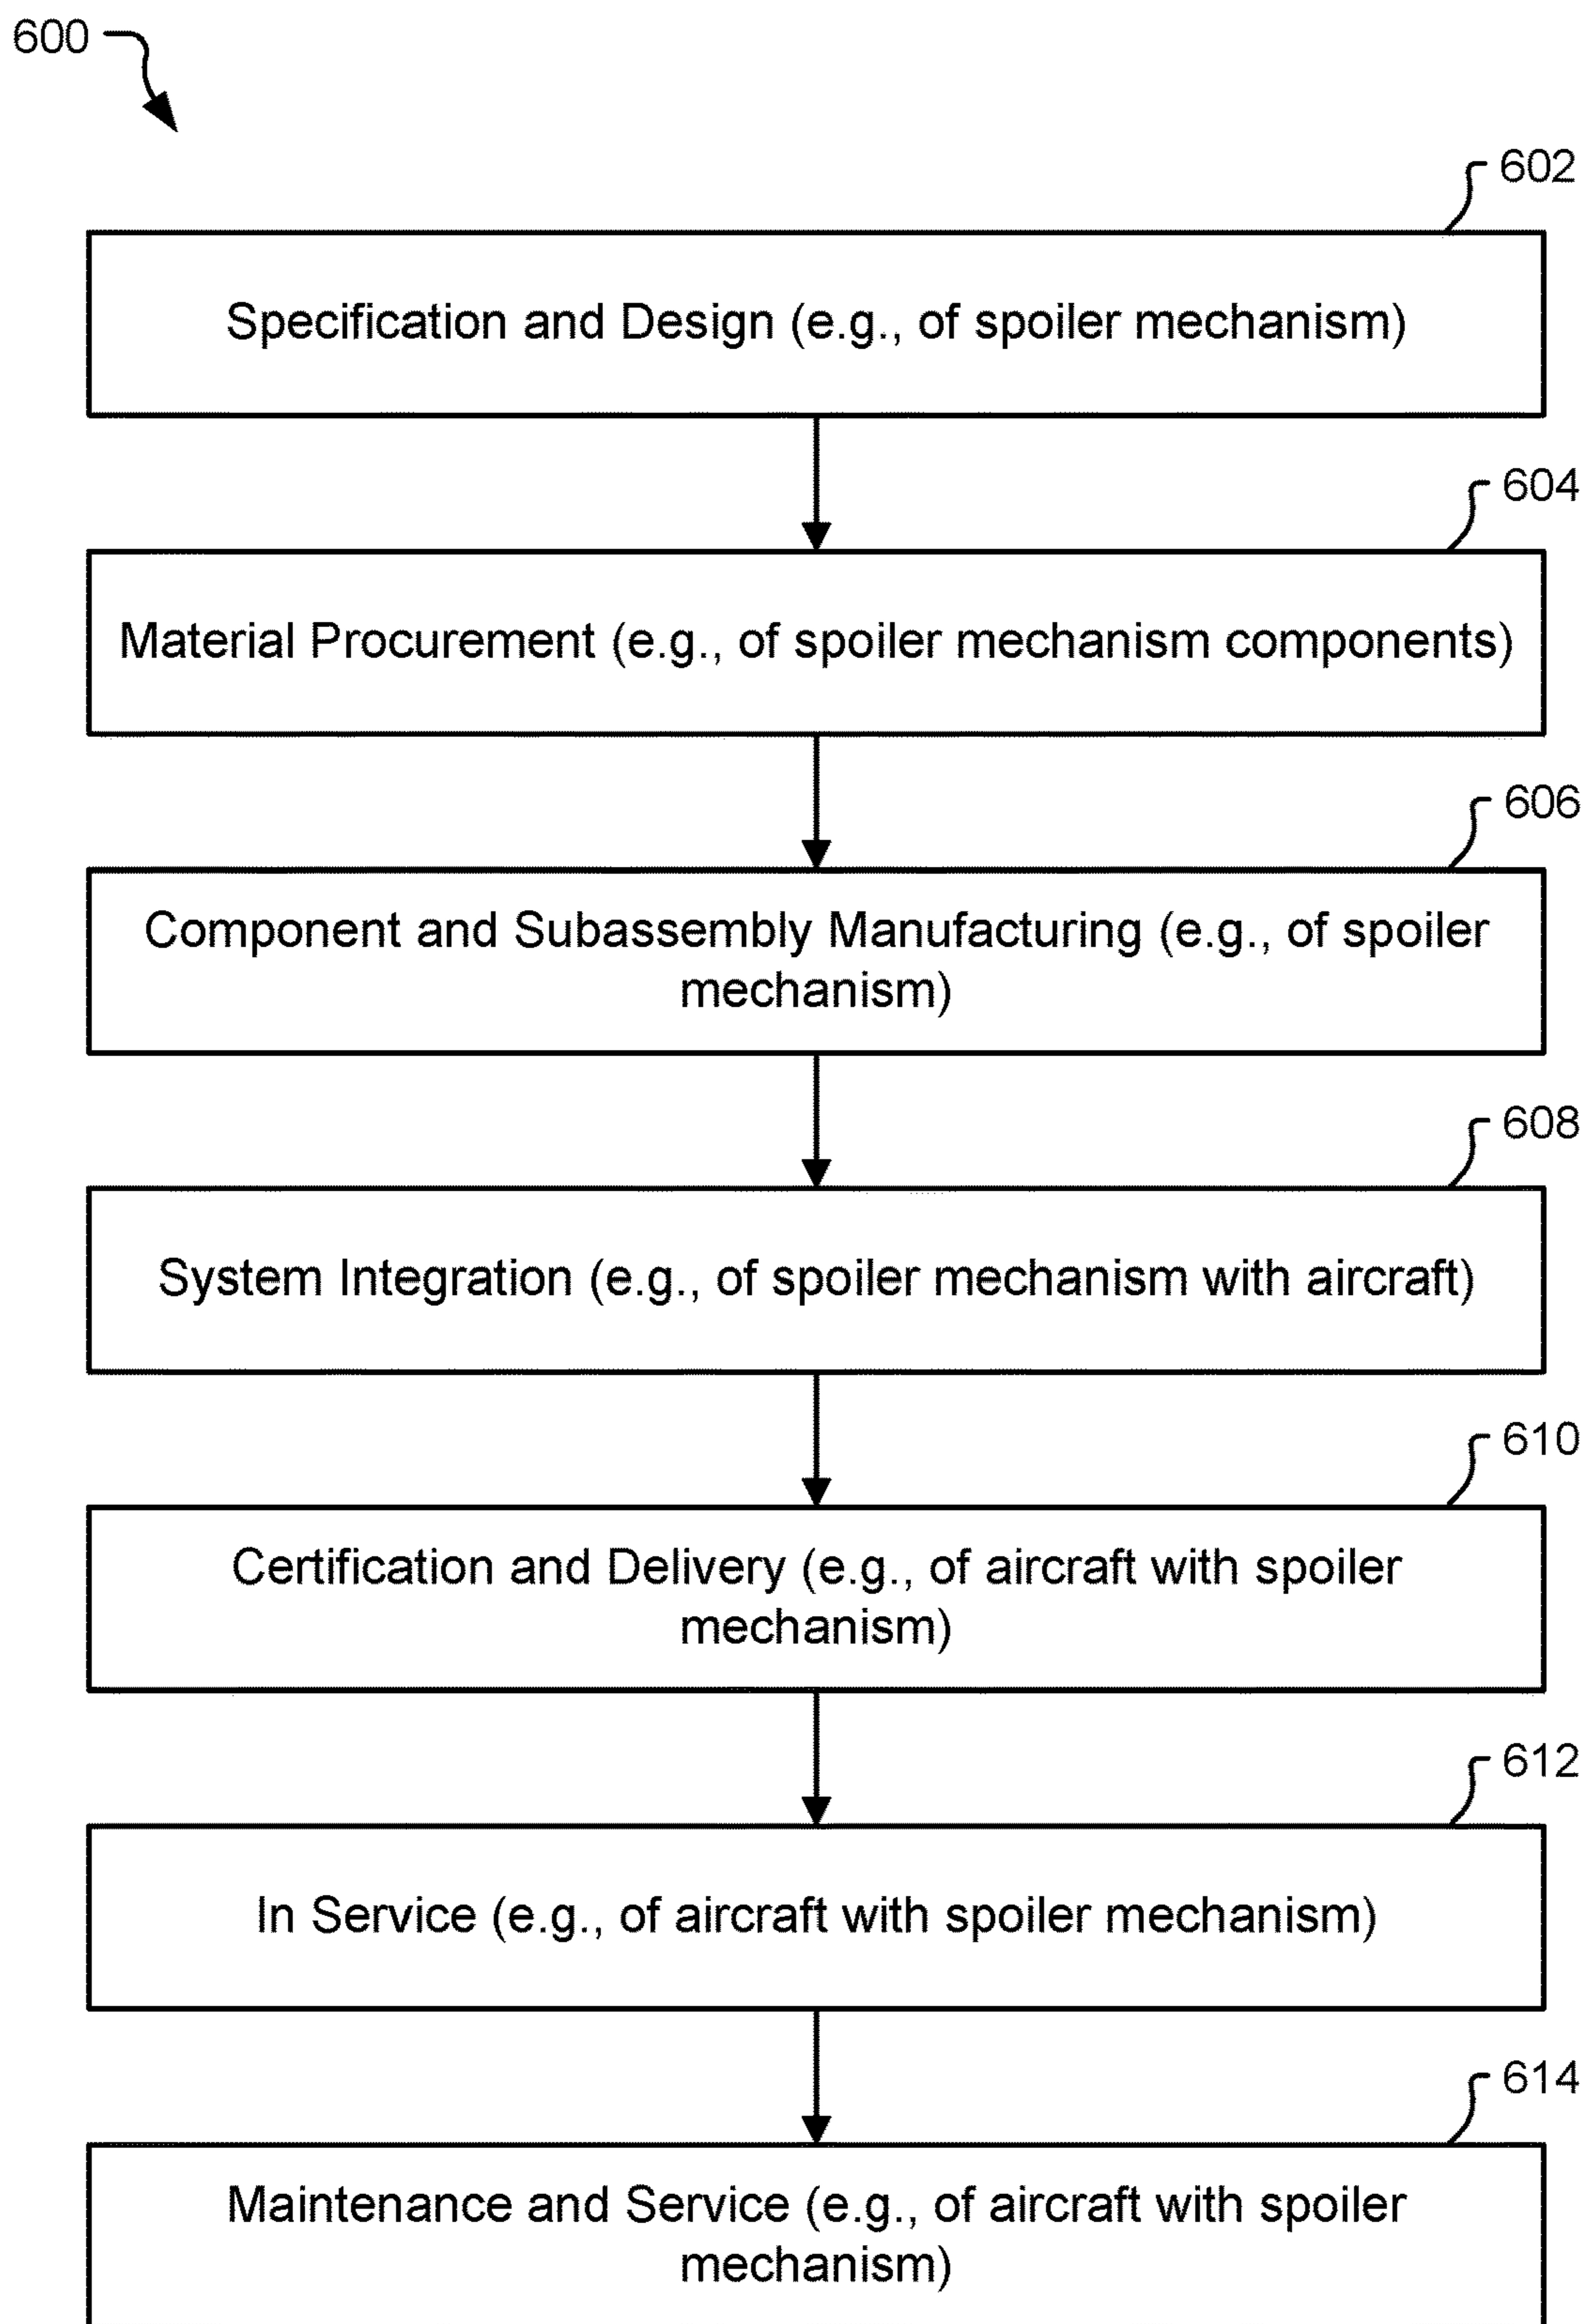 600
602
Specification and Design (e.g., of spoiler mechanism)
604
Material Procurement (e.g., of spoiler mechanism components)
606
Component and Subassembly Manufacturing (e.g., of spoiler
mechanism)
608
System Integration (e.g., of spoiler mechanism with aircraft)
610
Certification and Delivery (e.g., of aircraft with spoiler
mechanism)
612
In Service (e.g., of aircraft with spoiler mechanism)
614
Maintenance and Service (e.g., of aircraft with spoiler
mechanism)